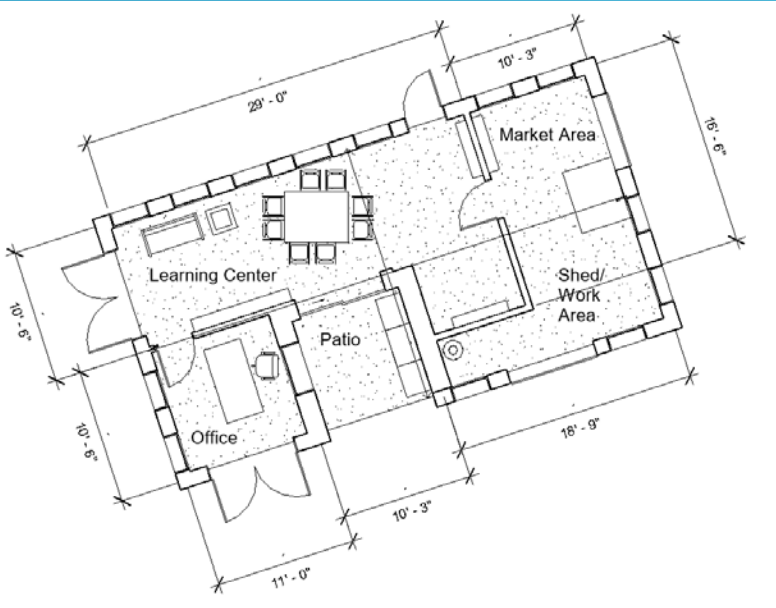 29' - 0"
10' - 3"
16' - 6"
Market Area
Learning Center
Shed/
Work
Area
10' - 6"
Patio
10' - 6"
Office
18' - 9"
10' - 3"
11' - 0"